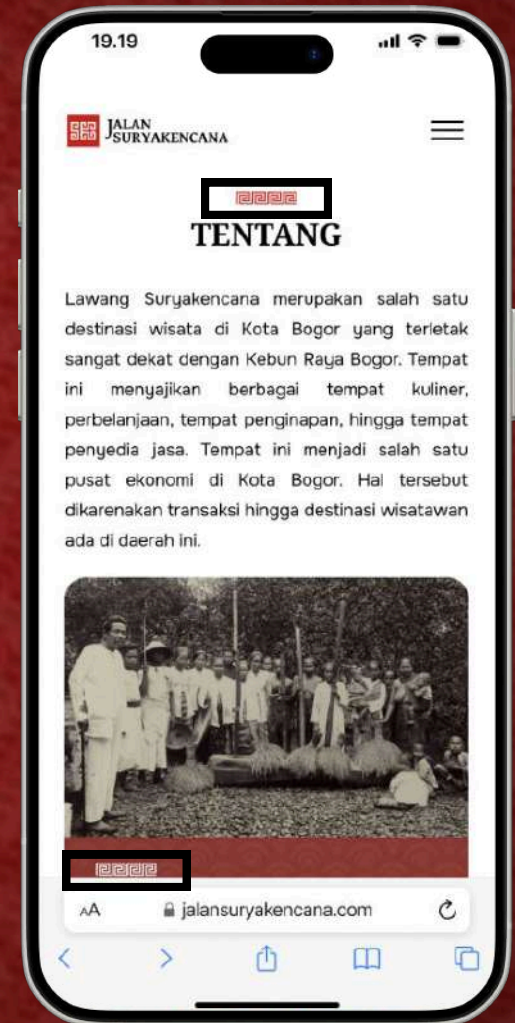 19.19
JALAN
SURYAKENCANA
TENTANG
Lawang Suryakencana merupakan salah satu
destinasi wisata di Kota Bogor yang terletak
sangat dekat dengan Kebun Raya Bogor. Tempat
ini menyajikan berbagai tempat kuliner,
perbelanjaan, tempat penginapan, hingga tempat
penyedia jasa. Tempat ini menjadi salah satu
pusat ekonomi di Kota Bogor. Hal tersebut
dikarenakan transaksi hingga destinasi wisatawan
ada di daerah ini.
AA jalansuryakencana.com